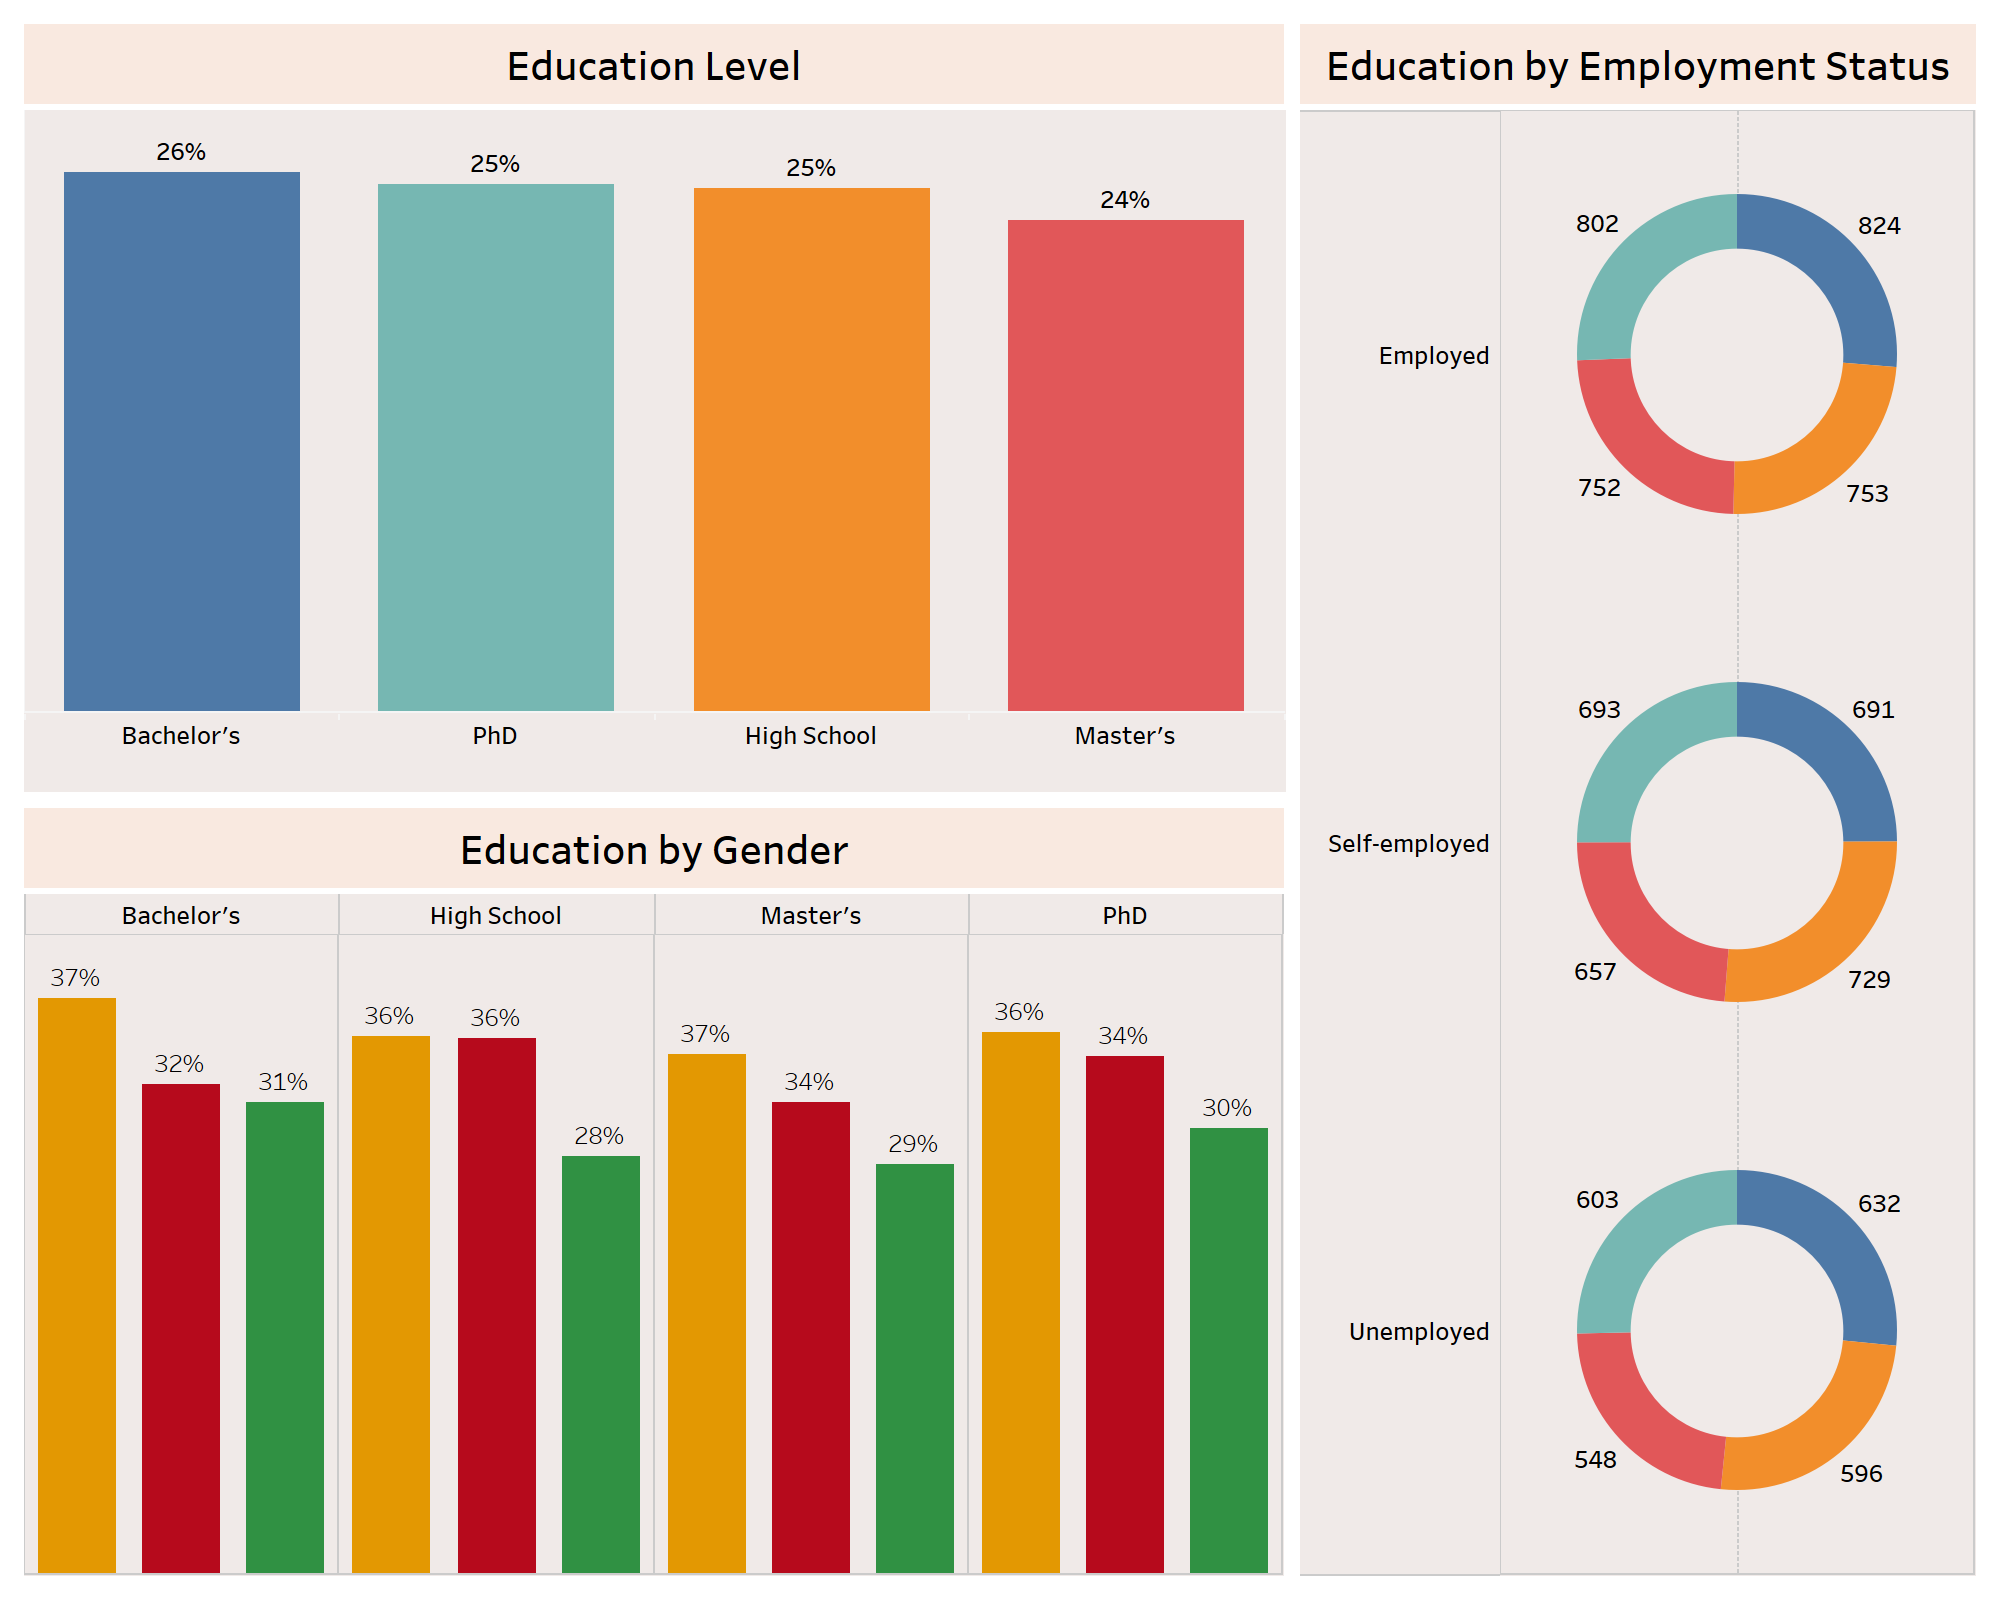 Education Level
26%
25%
25%
24%
Bachelor’s
PhD
High School
Master’s
Education by Gender
Bachelor’s
High School
Master’s
PhD
37%
32%
31%
36%
36%
28%
37%
34%
29%
36%
34%
30%
Education by Employment Status
Employed
802
824
752
753
Self-employed
693
691
657
729
Unemployed
603
632
548
596